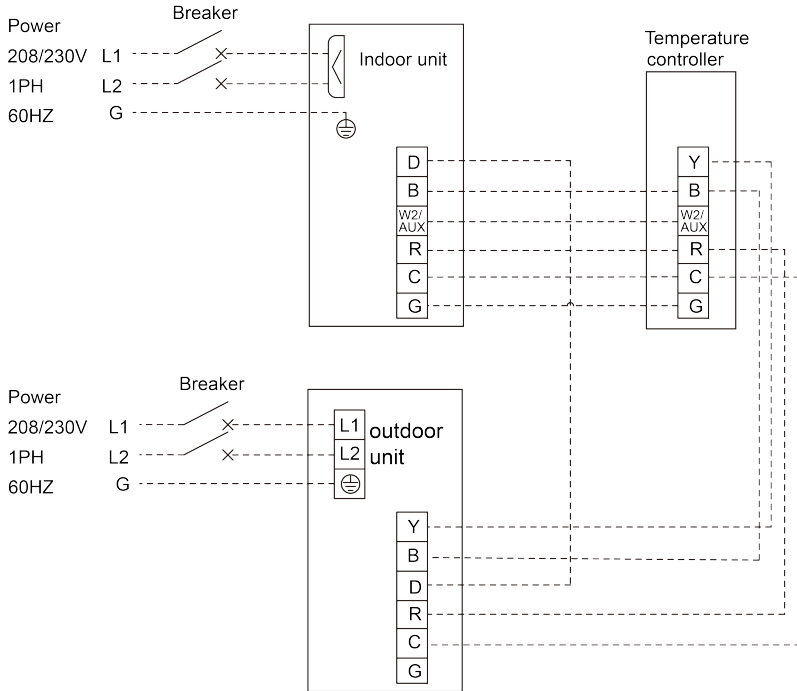 Breaker
Power
208/230V L1
1PH L2
60HZ G
Indoor unit
Temperature
controller
D
B
W2/
AUX
R
C
G
Y
B
W2/
AUX
R
C
G
Breaker
Power
208/230V L1
1PH L2
60HZ G
L1
L2
outdoor
unit
Y
B
D
R
C
G